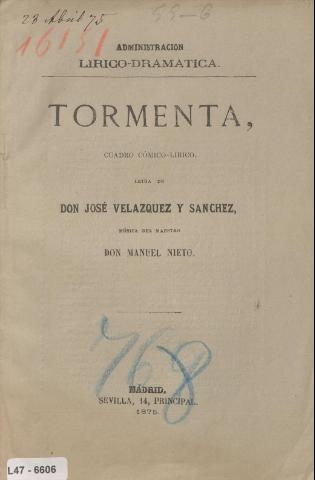 23 Abril 75
55-6
16151
ADMINISTRACION
LIRICO-DRAMATICA.
TORMENTA,
CUADRO CÓMICO-LÍRICO,
LETRA DE
DON JOSÉ VELAZQUEZ Y SANCHEZ,
MÚSICA DEL MAESTRO
DON MANUEL NIETO.
768
MADRID,
SEVILLA, 14, PRINCIPAL.
1875.
L47 - 6606